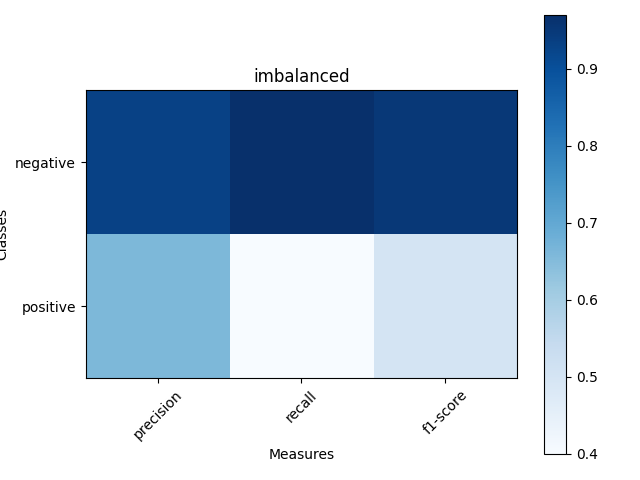 imbalanced
negative
positive
Classes
precision
recall
f1-score
Measures
0.9
0.8
0.7
0.6
0.5
0.4